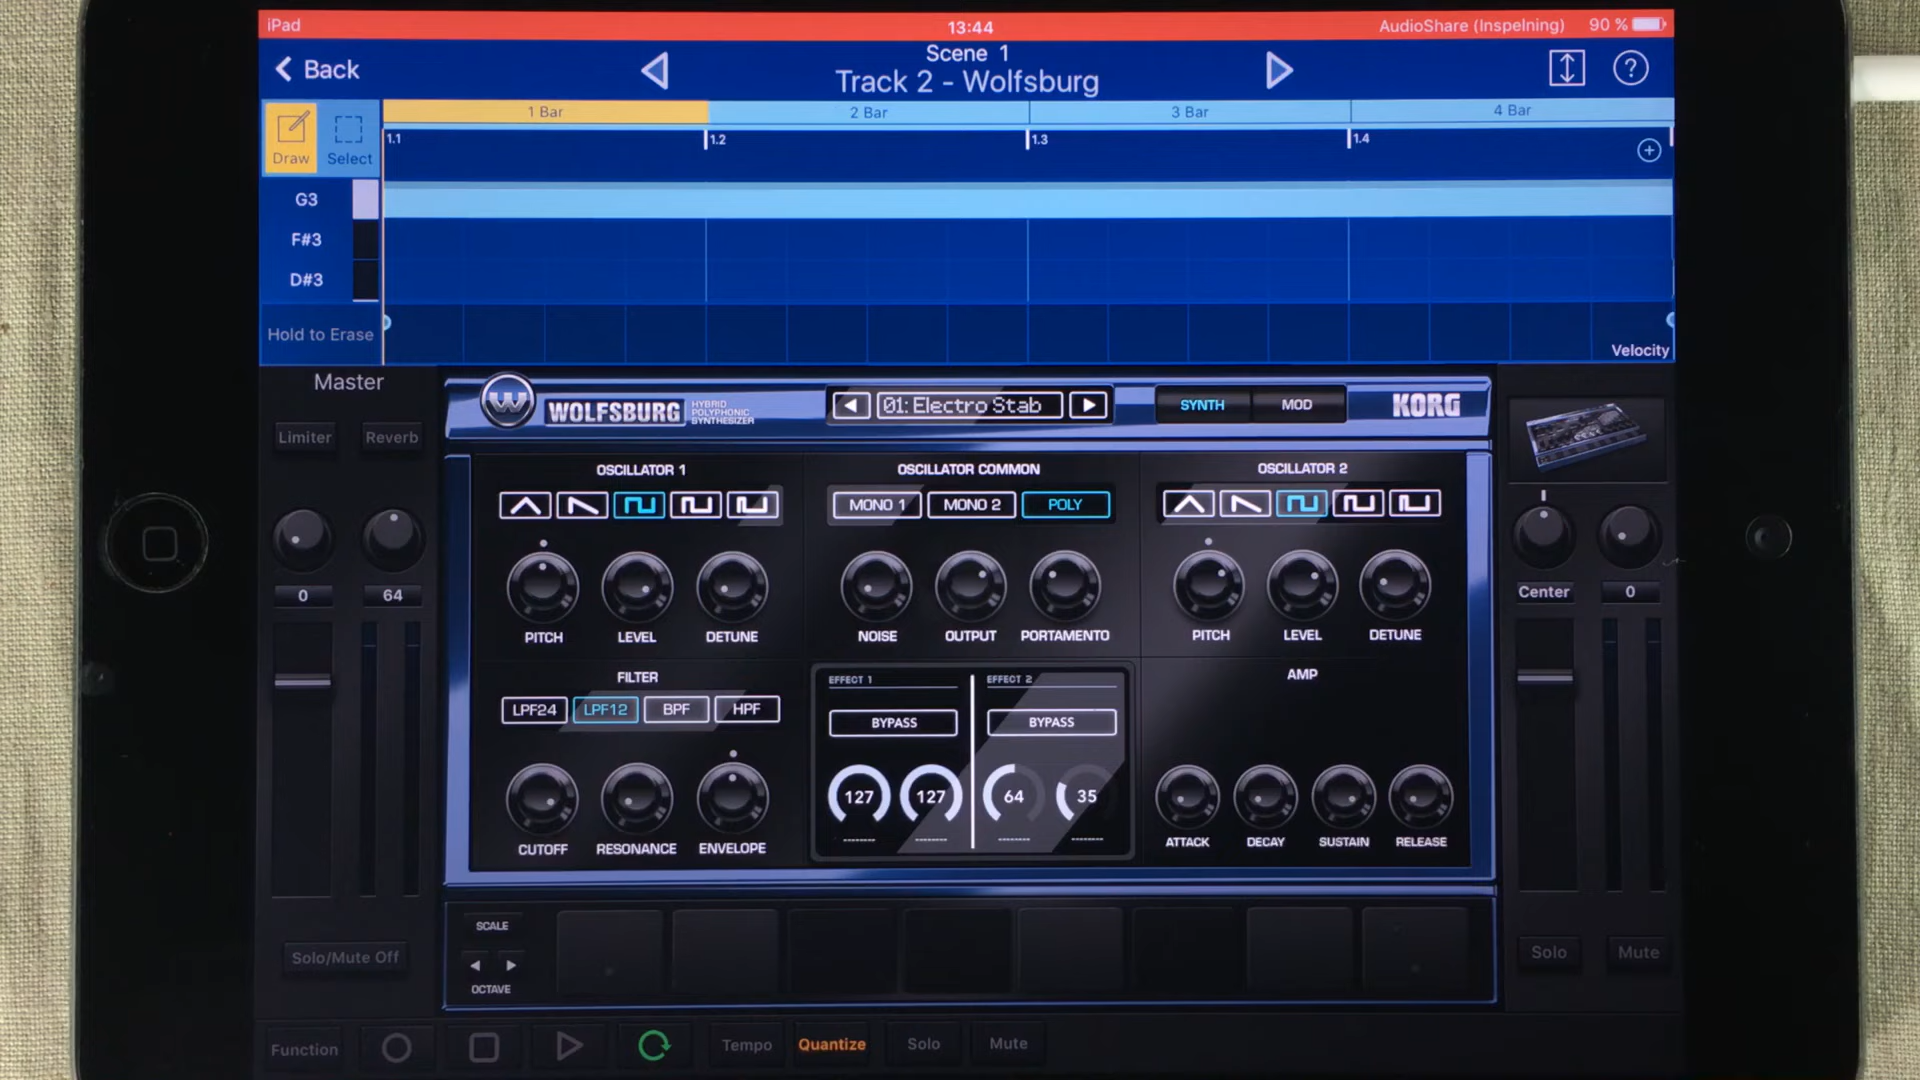 iPad
13:44
AudioShare (Inspelning)
90 %
Back
Scene 1
Track 2 - Wolfsburg
?
Draw
Select
1 Bar
2 Bar
3 Bar
4 Bar
1.1
1.2
1.3
1.4
G3
F#3
D#3
Hold to Erase
Velocity
Master
Limiter
Reverb
0
64
Solo/Mute Off
W
WOLFSBURG
HYBRID
POLYPHONIC
SYNTHESIZER
01: Electro Stab
SYNTH
MOD
KORG
OSCILLATOR 1
PITCH
LEVEL
DETUNE
OSCILLATOR COMMON
MONO 1
MONO 2
POLY
NOISE
OUTPUT
PORTAMENTO
OSCILLATOR 2
PITCH
LEVEL
DETUNE
FILTER
LPF24
LPF12
BPF
HPF
CUTOFF
RESONANCE
ENVELOPE
EFFECT 1
BYPASS
127
127
EFFECT 2
BYPASS
64
35
AMP
ATTACK
DECAY
SUSTAIN
RELEASE
Center
0
Solo
Mute
SCALE
OCTAVE
Function
Tempo
Quantize
Solo
Mute